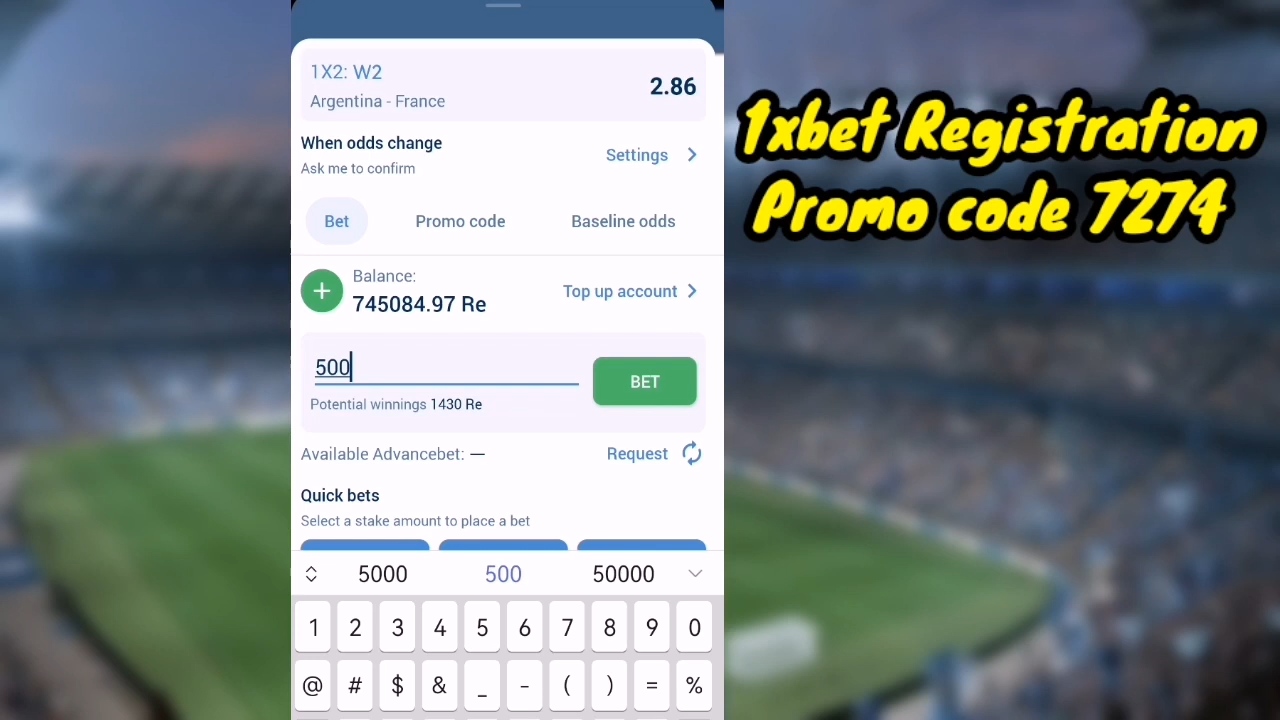 1X2: W2
2.86
Argentina - France
When odds change
Settings
Ask me to confirm
Bet
Promo code
Baseline odds
Balance:
745084.97 Re
Top up account
500
BET
Potential winnings 1430 Re
Available Advancebet: —
Request
Quick bets
Select a stake amount to place a bet
5000 500 50000
1 2 3 4 5 6 7 8 9 0
@ # $ & _ - ( ) = %
1xbet Registration
Promo code 7274